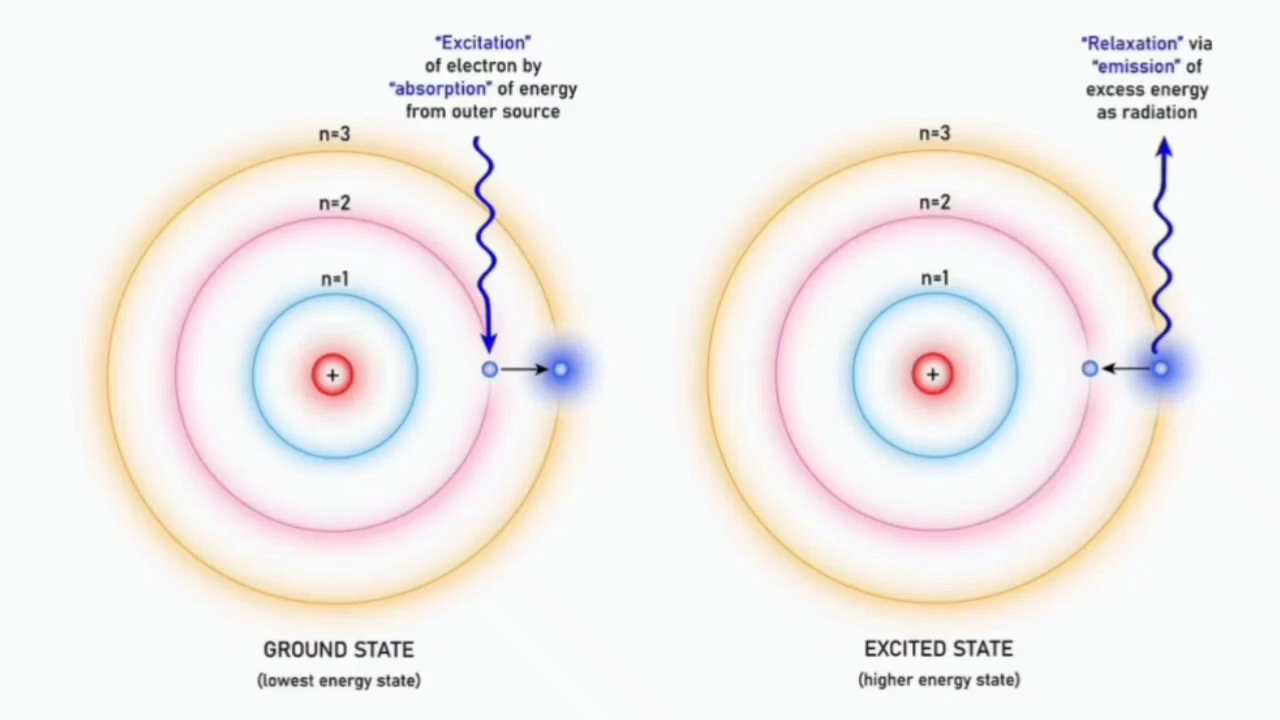 "Excitation"
of electron by
"absorption" of energy
from outer source
n=3
n=2
n=1
+
GROUND STATE
(lowest energy state)
"Relaxation" via
"emission" of
excess energy
as radiation
n=3
n=2
n=1
+
EXCITED STATE
(higher energy state)